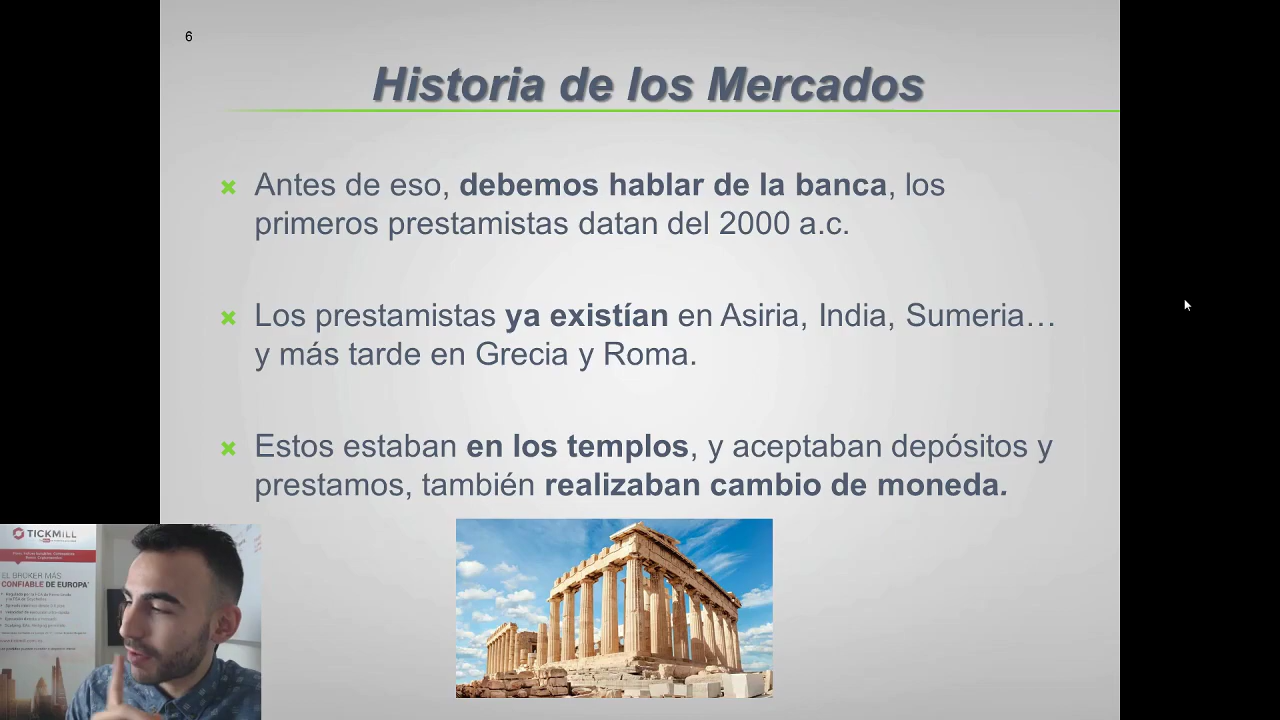 6
Historia de los Mercados
Antes de eso, debemos hablar de la banca, los
primeros prestamistas datan del 2000 a.c.
Los prestamistas ya existían en Asiria, India, Sumeria…
y más tarde en Grecia y Roma.
Estos estaban en los templos, y aceptaban depósitos y
prestamos, también realizaban cambio de moneda.
TICKMILL
EL BRÓKER MÁS
CONFIABLE DE EUROPA*